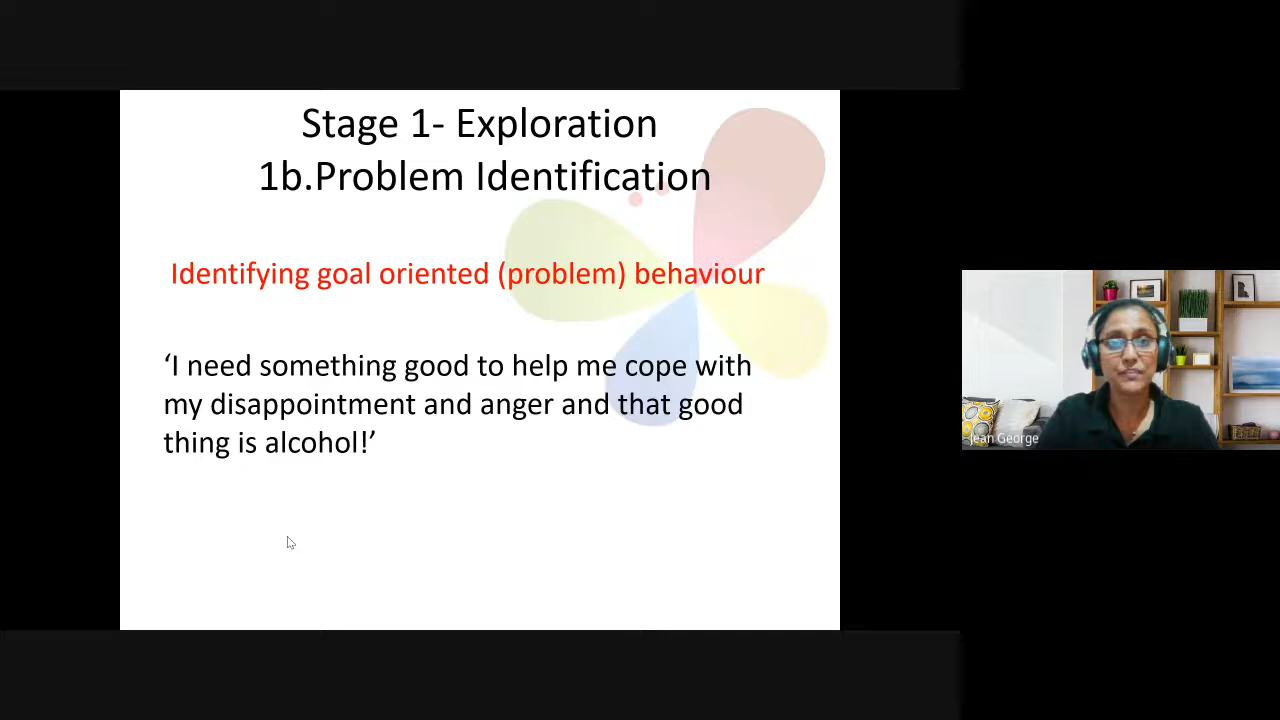 Stage 1- Exploration
1b.Problem Identification
Identifying goal oriented (problem) behaviour
‘I need something good to help me cope with
my disappointment and anger and that good
thing is alcohol!’
Jean George